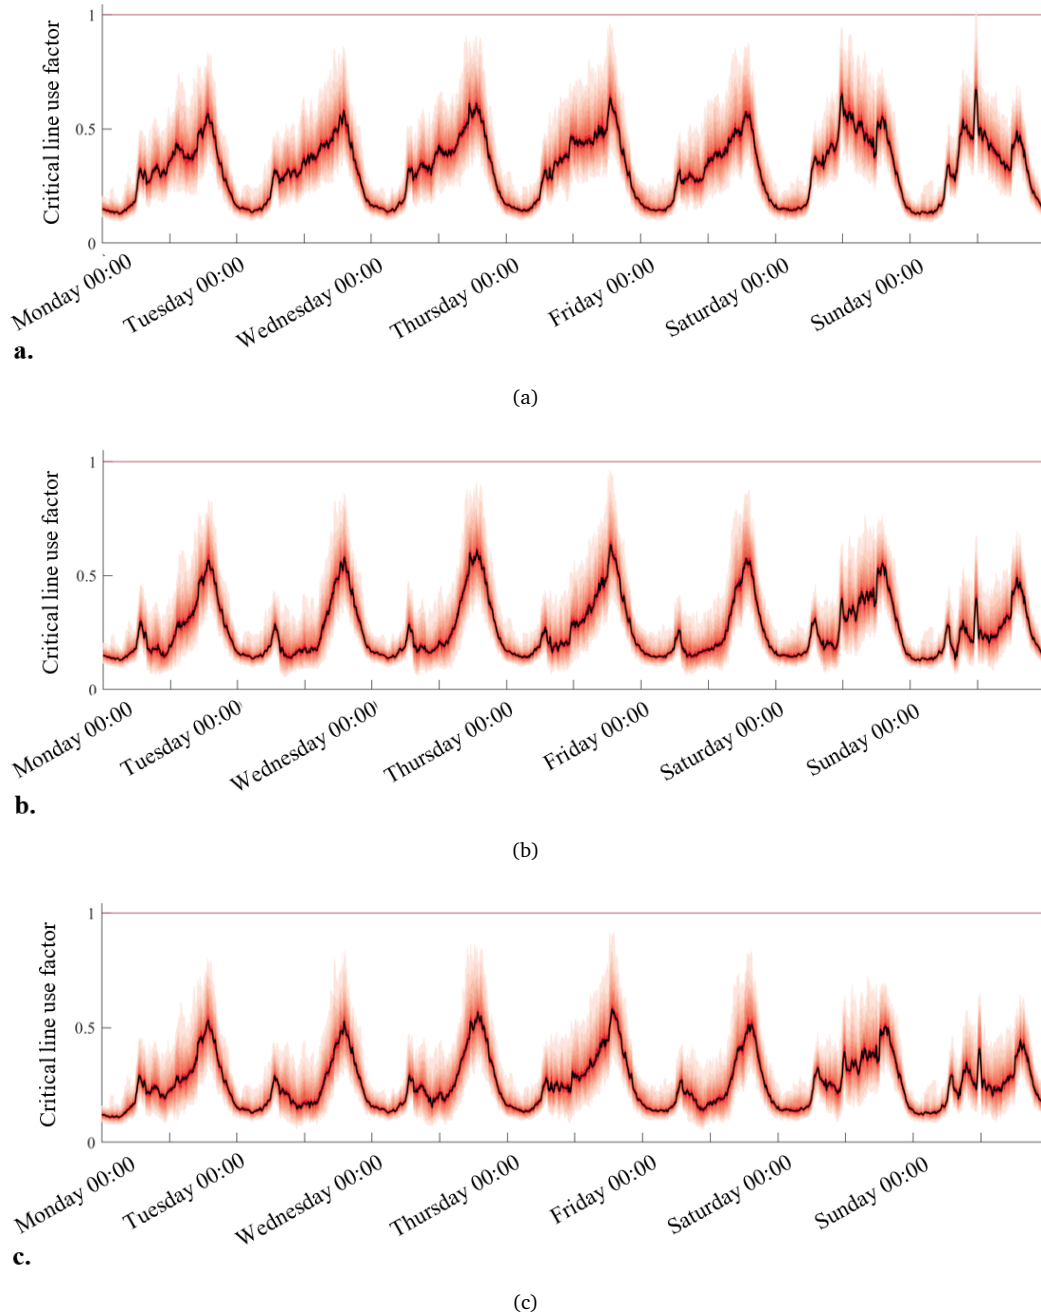 1
Critical line use factor
0.5
0
Monday 00:00
Tuesday 00:00
Wednesday 00:00
Thursday 00:00
Friday 00:00
Saturday 00:00
Sunday 00:00
a.
(a)
1
Critical line use factor
0.5
0
Monday 00:00
Tuesday 00:00
Wednesday 00:00
Thursday 00:00
Friday 00:00
Saturday 00:00
Sunday 00:00
b.
(b)
1
Critical line use factor
0.5
0
Monday 00:00
Tuesday 00:00
Wednesday 00:00
Thursday 00:00
Friday 00:00
Saturday 00:00
Sunday 00:00
c.
(c)